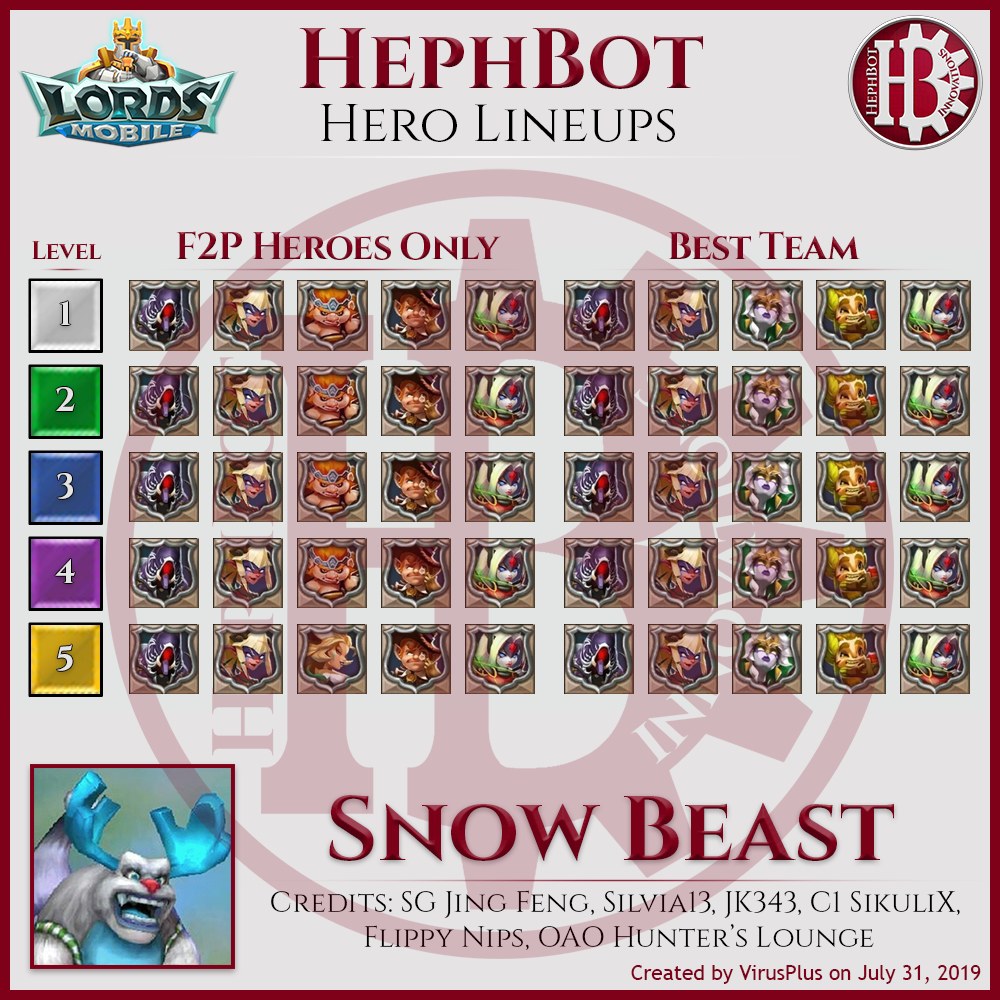 LORDS
MOBILE
HEPHBOT
HERO LINEUPS
HEPHBOT
INNOVATIONS
HB
LEVEL
F2P HEROES ONLY
BEST TEAM
1
2
3
4
5
SNOW BEAST
CREDITS: SG JING FENG, SILVIA13, JK343, C1 SIKULIX,
FLIPPY NIPS, OAO HUNTER'S LOUNGE
Created by VirusPlus on July 31, 2019